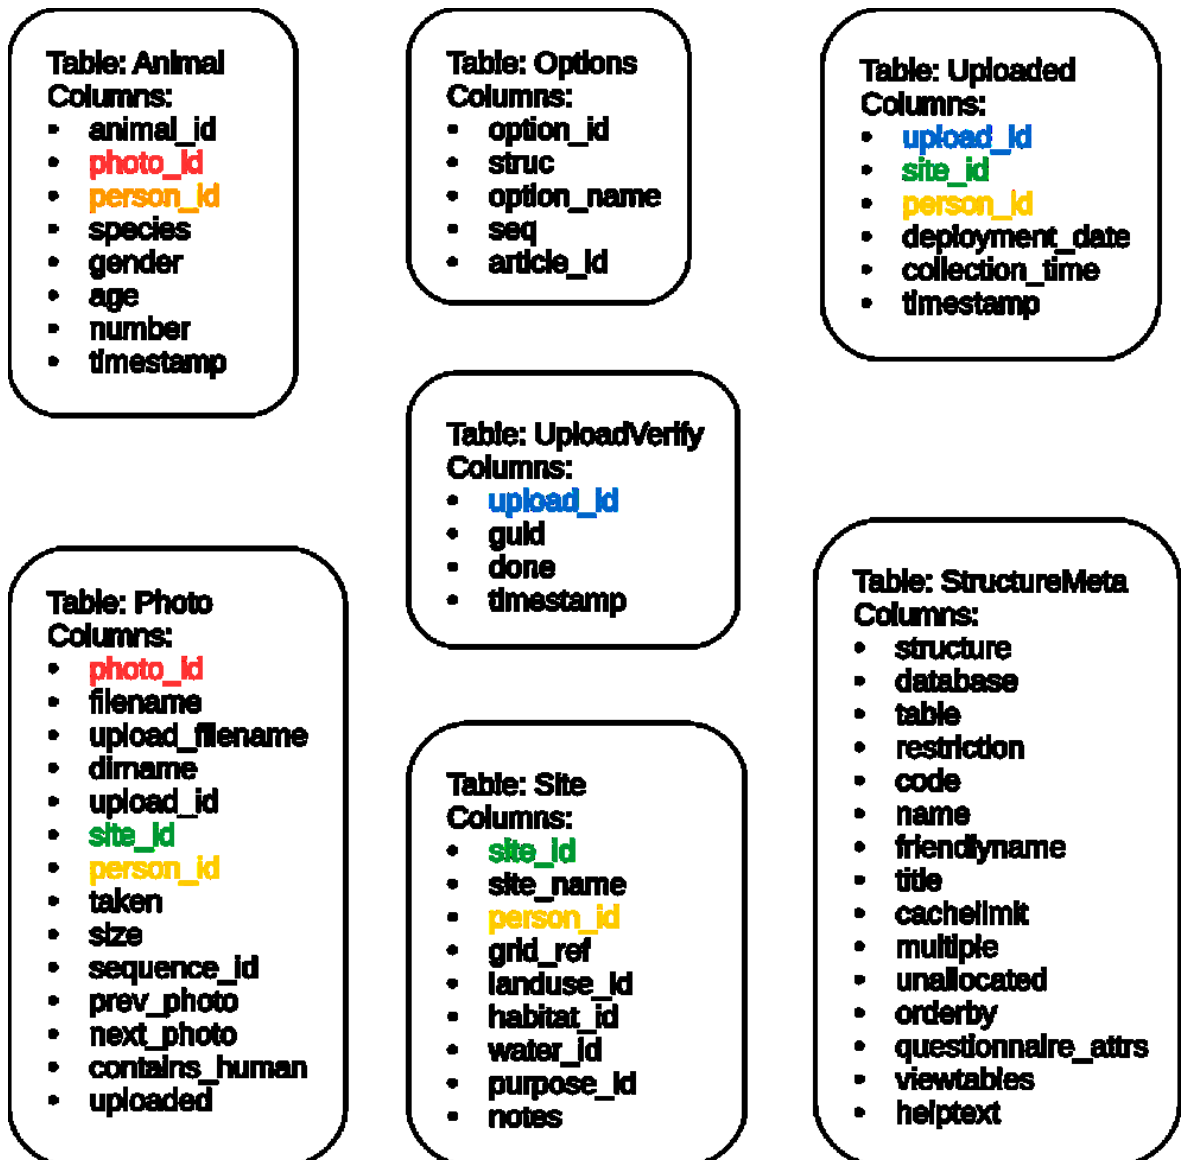 Table: Animal
Columns:
• animal_id
• photo_id
• person_id
• species
• gender
• age
• number
• timestamp
Table: Options
Columns:
• option_id
• struc
• option_name
• seq
• article_id
Table: Uploaded
Columns:
• upload_id
• site_id
• person_id
• deployment_date
• collection_time
• timestamp
Table: UploadVerify
Columns:
• upload_id
• guid
• done
• timestamp
Table: Photo
Columns:
• photo_id
• filename
• upload_filename
• dirname
• upload_id
• site_id
• person_id
• taken
• size
• sequence_id
• prev_photo
• next_photo
• contains_human
• uploaded
Table: Site
Columns:
• site_id
• site_name
• person_id
• grid_ref
• landuse_id
• habitat_id
• water_id
• purpose_id
• notes
Table: StructureMeta
Columns:
• structure
• database
• table
• restriction
• code
• name
• friendlyname
• title
• cachelimit
• multiple
• unallocated
• orderby
• questionnaire_attrs
• viewtables
• helptext